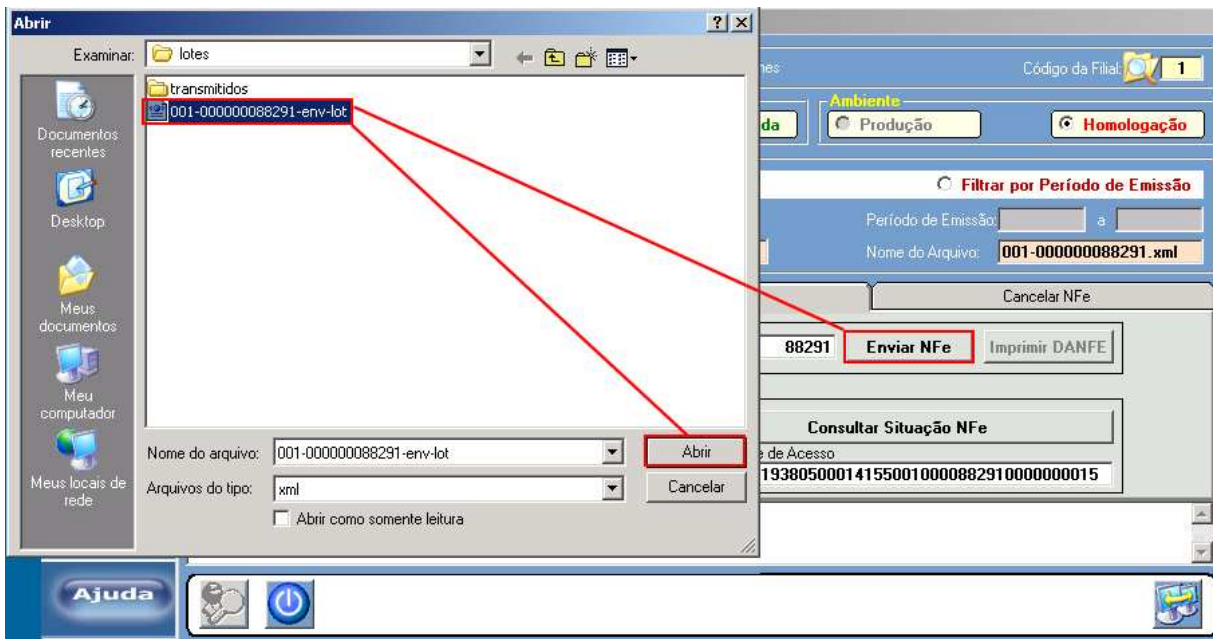 Abrir
Examinar:
lotes
transmitidos
001-000000088291-env-lot
Documentos
recentes
Desktop
Meus
documentos
Meu
computador
Meus locais de
rede
Nome do arquivo:
001-000000088291-env-lot
Abrir
Arquivos do tipo:
xml
Cancelar
Abrir como somente leitura
Código da Filial:
1
Ambiente
da
Produção
Homologação
Filtrar por Período de Emissão
Período de Emissão:
a
Nome do Arquivo:
001-000000088291.xml
Cancelar NFe
88291
Enviar NFe
Imprimir DANFE
Consultar Situação NFe
de Acesso
Ajuda